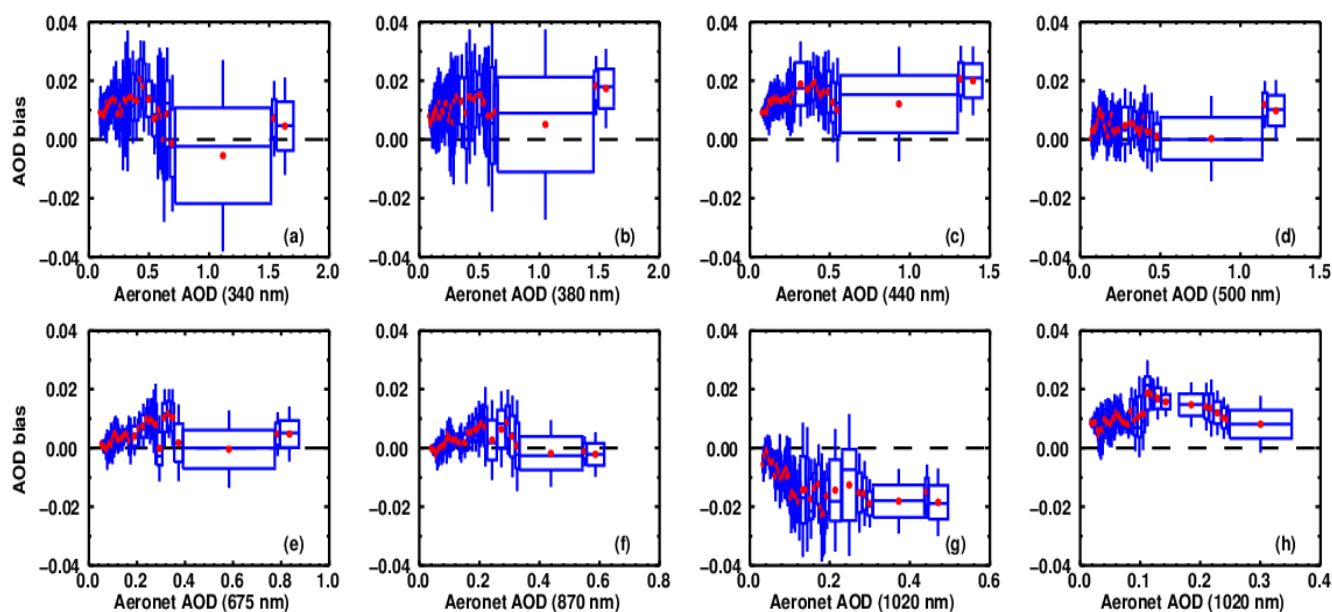 AOD bias
0.04
0.02
0.00
−0.02
−0.04
(a)
0.0 0.5 1.0 1.5 2.0
Aeronet AOD (340 nm)
0.04
0.02
0.00
−0.02
−0.04
(b)
0.0 0.5 1.0 1.5 2.0
Aeronet AOD (380 nm)
0.04
0.02
0.00
−0.02
−0.04
(c)
0.0 0.5 1.0 1.5
Aeronet AOD (440 nm)
0.04
0.02
0.00
−0.02
−0.04
(d)
0.0 0.5 1.0 1.5
Aeronet AOD (500 nm)
AOD bias
0.04
0.02
0.00
−0.02
−0.04
(e)
0.0 0.2 0.4 0.6 0.8 1.0
Aeronet AOD (675 nm)
0.04
0.02
0.00
−0.02
−0.04
(f)
0.0 0.2 0.4 0.6 0.8
Aeronet AOD (870 nm)
0.04
0.02
0.00
−0.02
−0.04
(g)
0.0 0.2 0.4 0.6
Aeronet AOD (1020 nm)
0.04
0.02
0.00
−0.02
−0.04
(h)
0.0 0.1 0.2 0.3 0.4
Aeronet AOD (1020 nm)